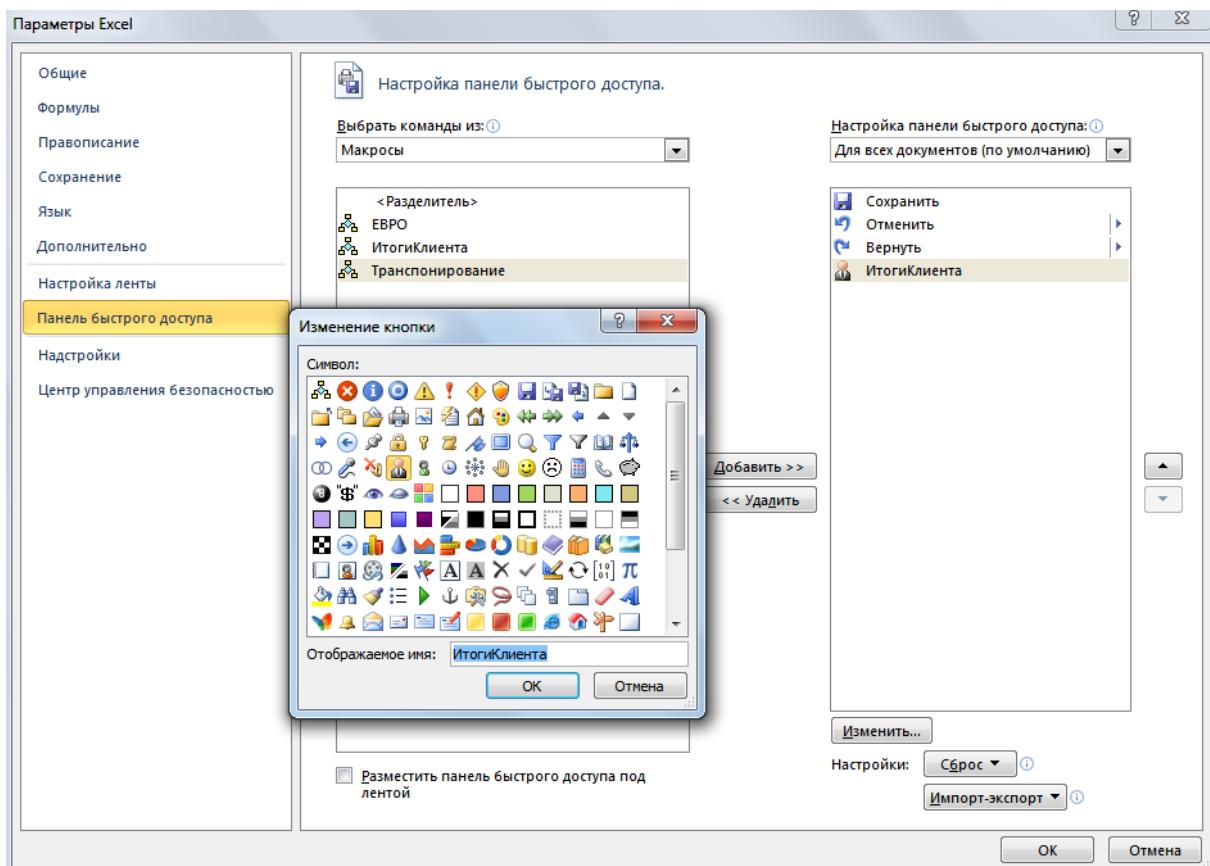 Параметры Excel
Общие
Формулы
Правописание
Сохранение
Язык
Дополнительно
Настройка ленты
Панель быстрого доступа
Надстройки
Центр управления безопасностью
Настройка панели быстрого доступа.
Выбрать команды из:
Макросы
<Разделитель>
ЕВРО
ИтогиКлиента
Транспонирование
Изменение кнопки
Символ:
Отображаемое имя: ИтогиКлиента
ОК Отмена
Разместить панель быстрого доступа под
лентой
Добавить >>
<< Удалить
Настройка панели быстрого доступа:
Для всех документов (по умолчанию)
Сохранить
Отменить
Вернуть
ИтогиКлиента
Изменить...
Настройки: Сброс
Импорт-экспорт
ОК Отмена